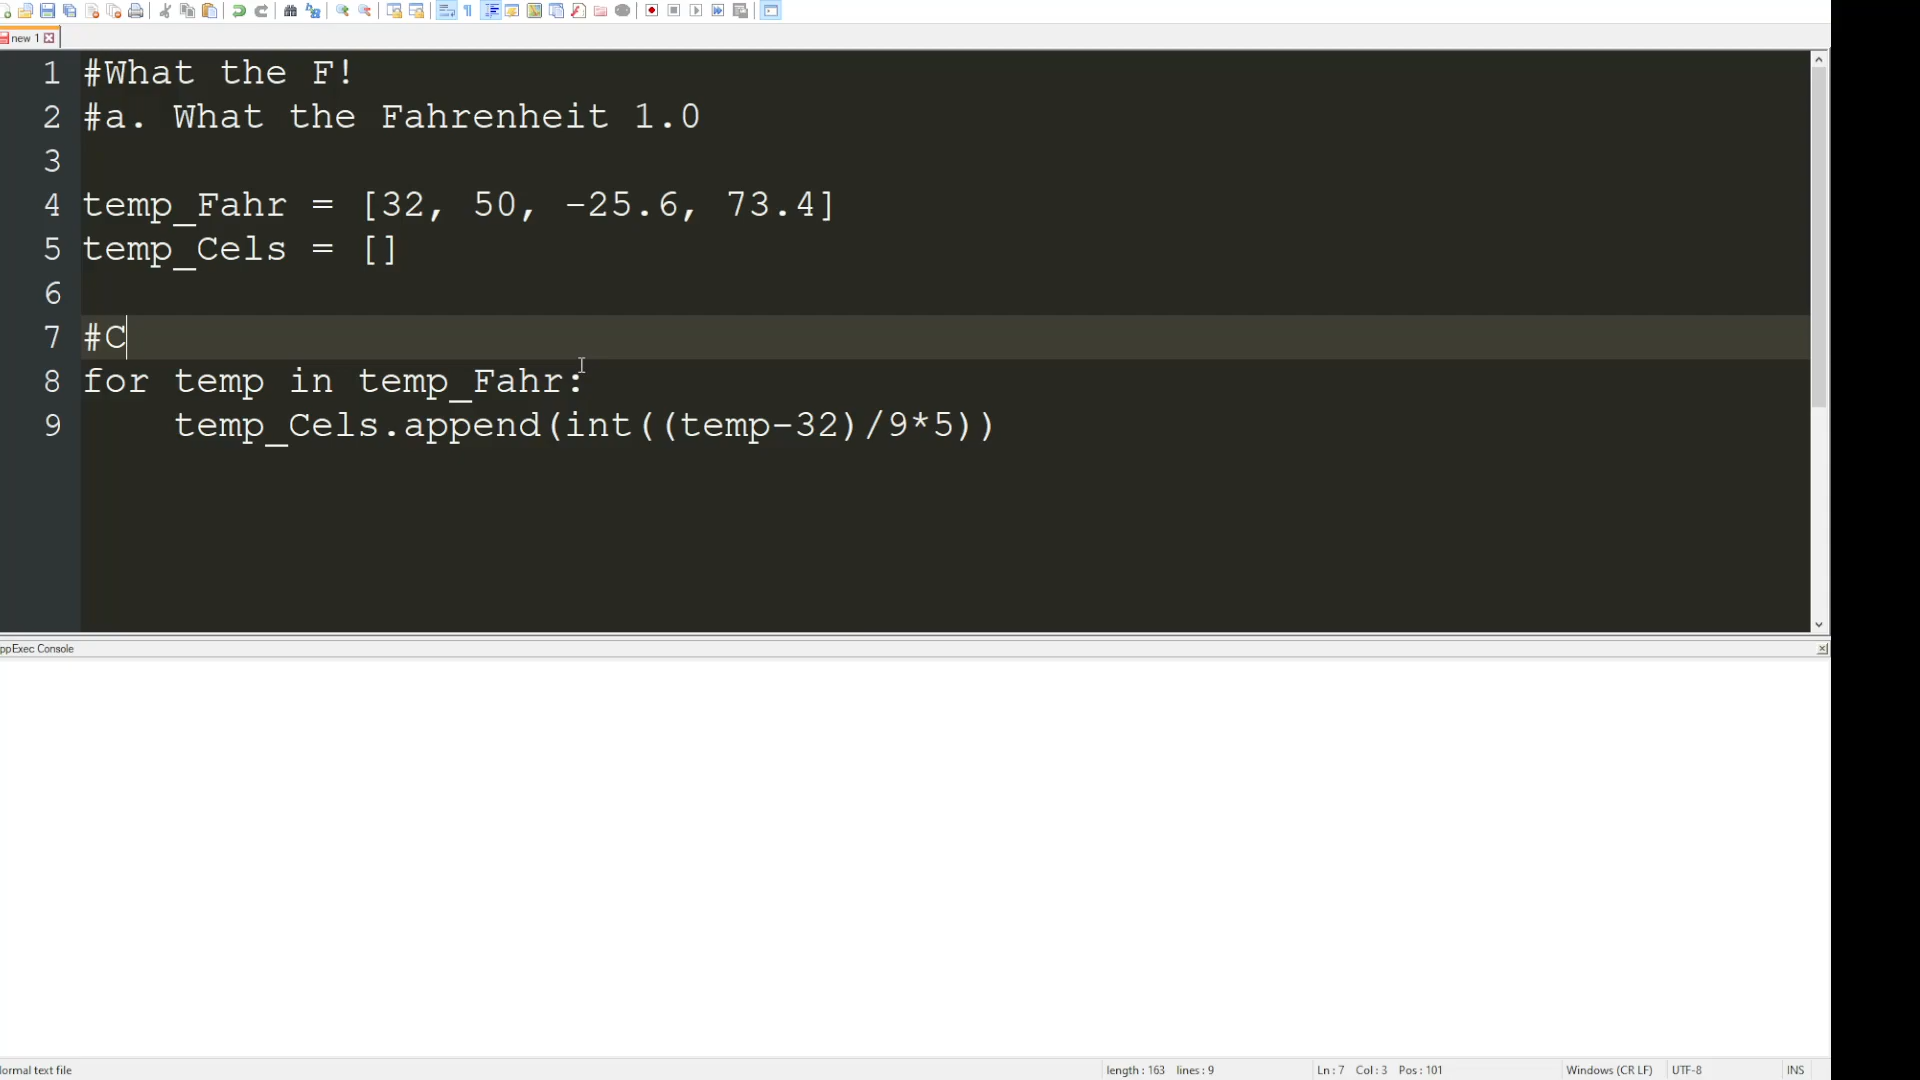 new 1
1 #What the F!
2 #a. What the Fahrenheit 1.0
3
4 temp_Fahr = [32, 50, -25.6, 73.4]
5 temp_Cels = []
6
7 #C
8 for temp in temp_Fahr:
9     temp_Cels.append(int((temp-32)/9*5))
ppExec Console
ormal text file length : 163 lines : 9 Ln : 7 Col : 3 Pos : 101 Windows (CR LF) UTF-8 INS